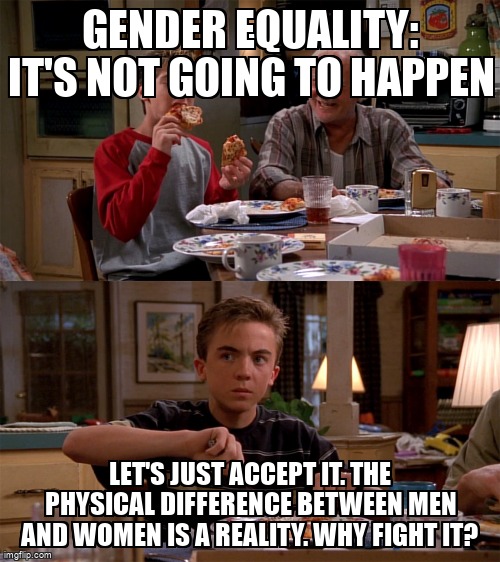 GENDER EQUALITY:
IT'S NOT GOING TO HAPPEN
LET'S JUST ACCEPT IT. THE
PHYSICAL DIFFERENCE BETWEEN MEN
AND WOMEN IS A REALITY. WHY FIGHT IT?
imgflip.com